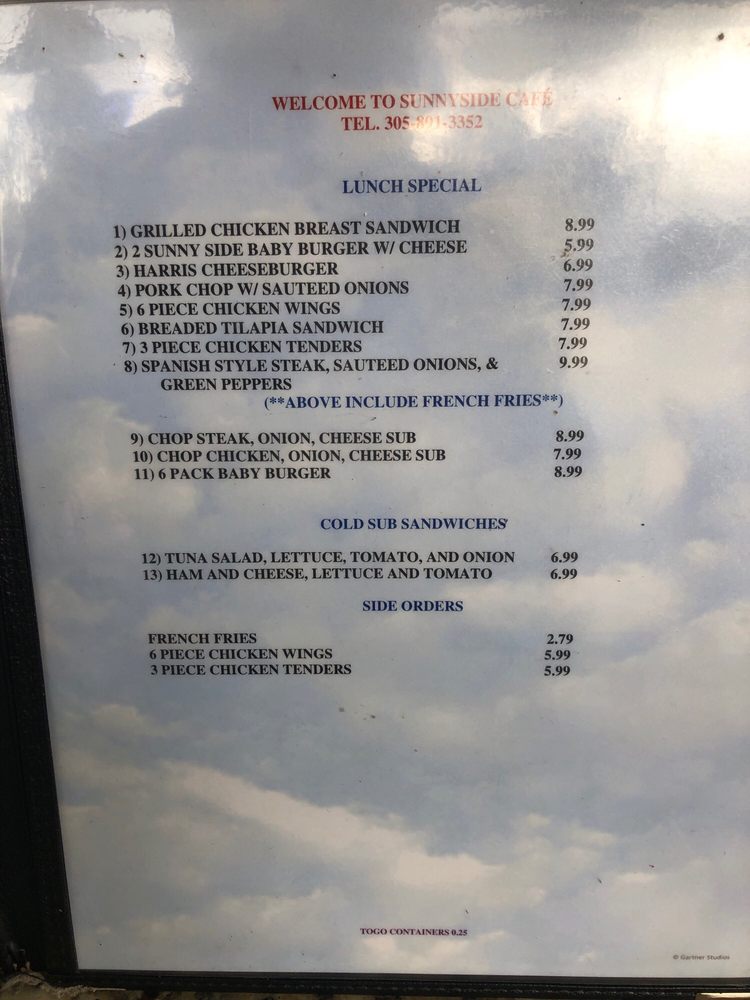 WELCOME TO SUNNYSIDE CAFÉ
TEL. 305-891-3352
LUNCH SPECIAL
1) GRILLED CHICKEN BREAST SANDWICH 8.99
2) 2 SUNNY SIDE BABY BURGER W/ CHEESE 5.99
3) HARRIS CHEESEBURGER 6.99
4) PORK CHOP W/ SAUTEED ONIONS 7.99
5) 6 PIECE CHICKEN WINGS 7.99
6) BREADED TILAPIA SANDWICH 7.99
7) 3 PIECE CHICKEN TENDERS 7.99
8) SPANISH STYLE STEAK, SAUTEED ONIONS, & 9.99
GREEN PEPPERS
(**ABOVE INCLUDE FRENCH FRIES**)
9) CHOP STEAK, ONION, CHEESE SUB 8.99
10) CHOP CHICKEN, ONION, CHEESE SUB 7.99
11) 6 PACK BABY BURGER 8.99
COLD SUB SANDWICHES
12) TUNA SALAD, LETTUCE, TOMATO, AND ONION 6.99
13) HAM AND CHEESE, LETTUCE AND TOMATO 6.99
SIDE ORDERS
FRENCH FRIES 2.79
6 PIECE CHICKEN WINGS 5.99
3 PIECE CHICKEN TENDERS 5.99
TOGO CONTAINERS 0.25
© Gartner Studios